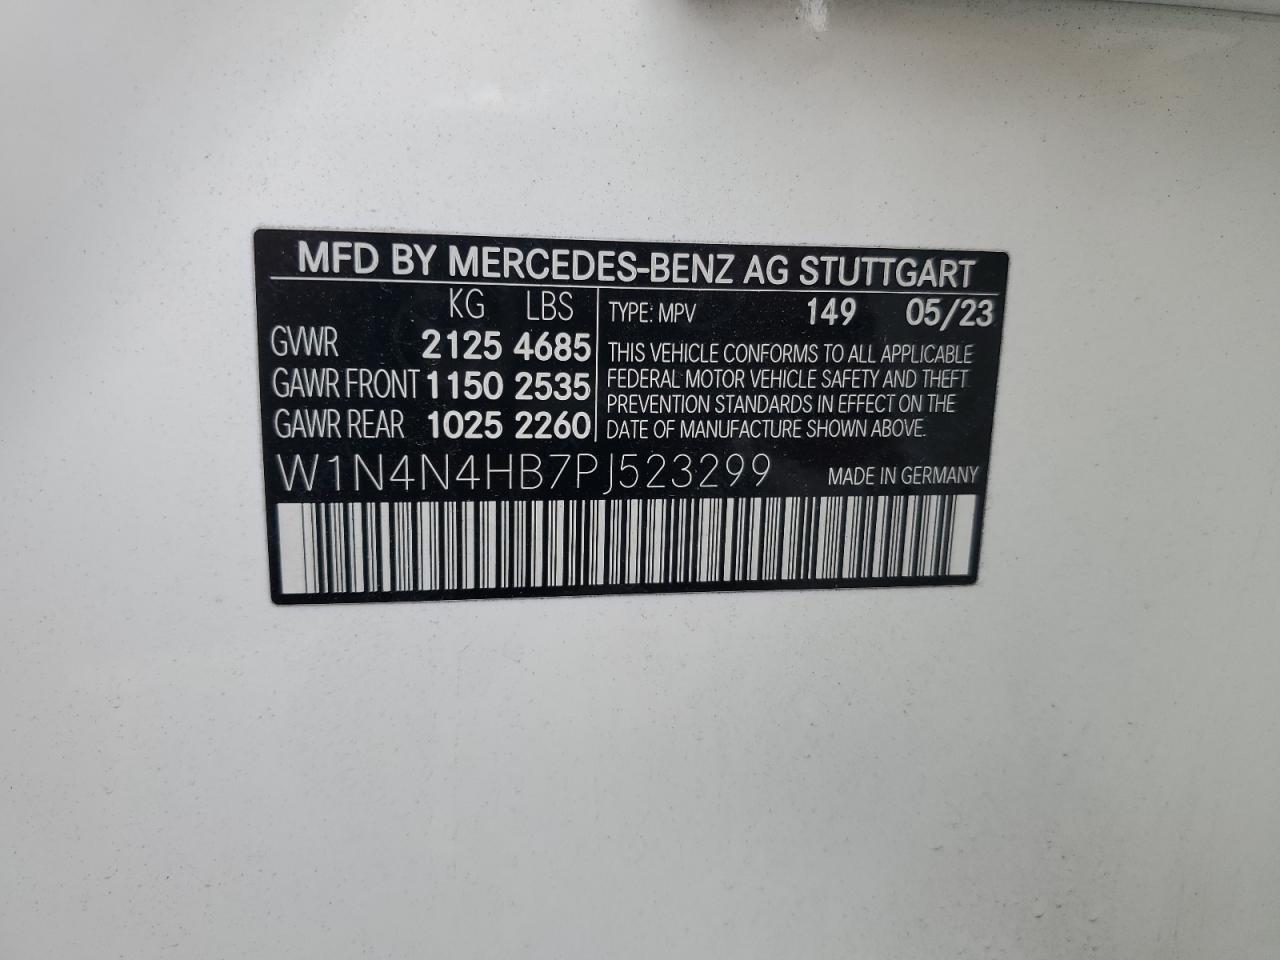 MFD BY MERCEDES-BENZ AG STUTTGART
KG LBS
GVWR 2125 4685
GAWR FRONT 1150 2535
GAWR REAR 1025 2260
TYPE: MPV 149 05/23
THIS VEHICLE CONFORMS TO ALL APPLICABLE
FEDERAL MOTOR VEHICLE SAFETY AND THEFT
PREVENTION STANDARDS IN EFFECT ON THE
DATE OF MANUFACTURE SHOWN ABOVE.
W1N4N4HB7PJ523299 MADE IN GERMANY